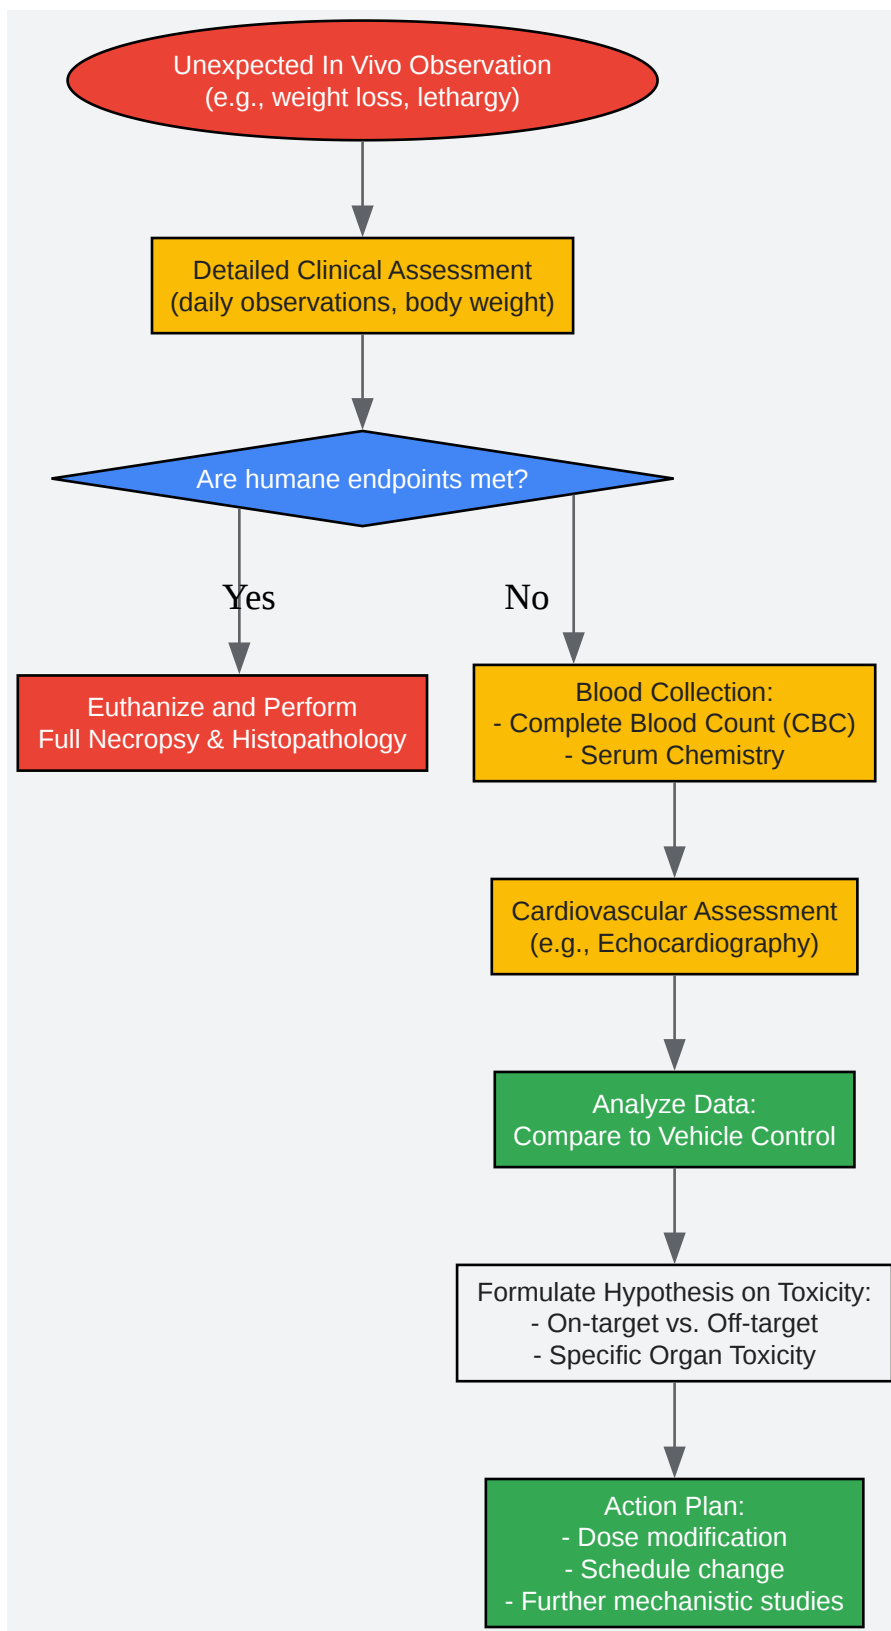 Unexpected In Vivo Observation
(e.g., weight loss, lethargy)
Detailed Clinical Assessment
(daily observations, body weight)
Are humane endpoints met?
Yes
No
Euthanize and Perform
Full Necropsy & Histopathology
Blood Collection:
- Complete Blood Count (CBC)
- Serum Chemistry
Cardiovascular Assessment
(e.g., Echocardiography)
Analyze Data:
Compare to Vehicle Control
Formulate Hypothesis on Toxicity:
- On-target vs. Off-target
- Specific Organ Toxicity
Action Plan:
- Dose modification
- Schedule change
- Further mechanistic studies